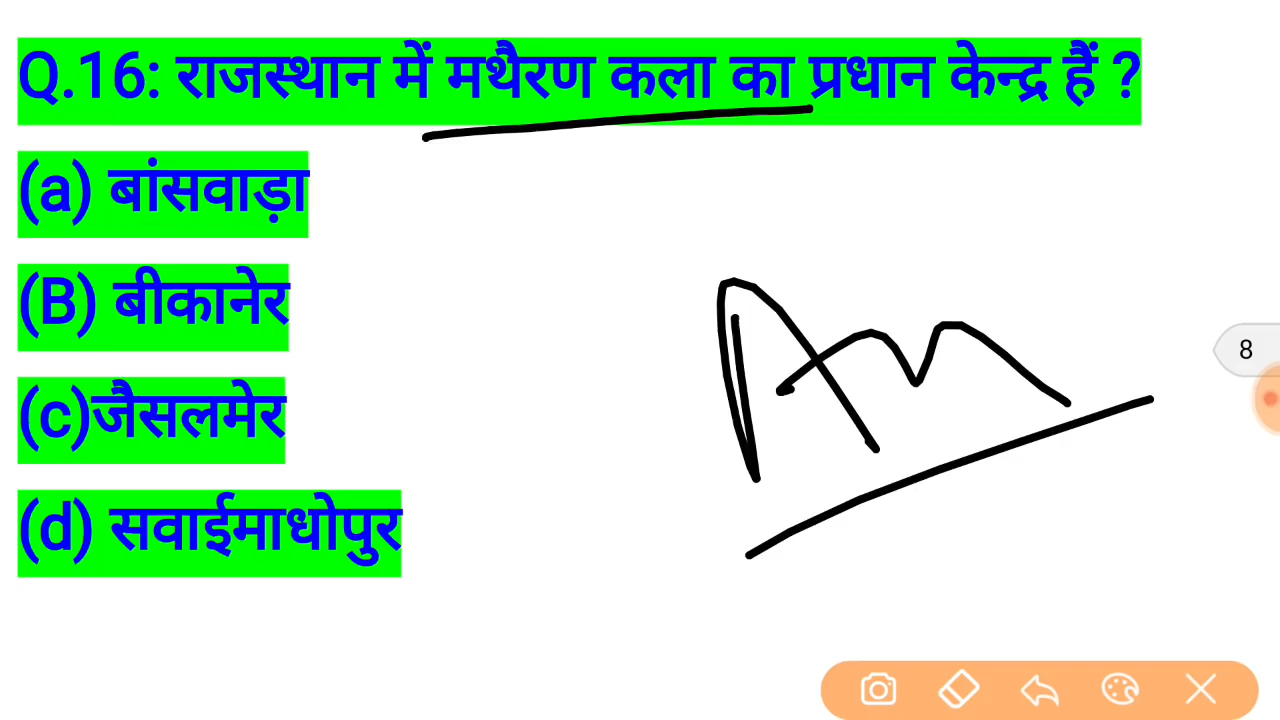 Q.16: राजस्थान में मथैरण कला का प्रधान केन्द्र हैं ?
(a) बांसवाड़ा
(B) बीकानेर
(c)जैसलमेर
(d) सवाईमाधोपुर
8